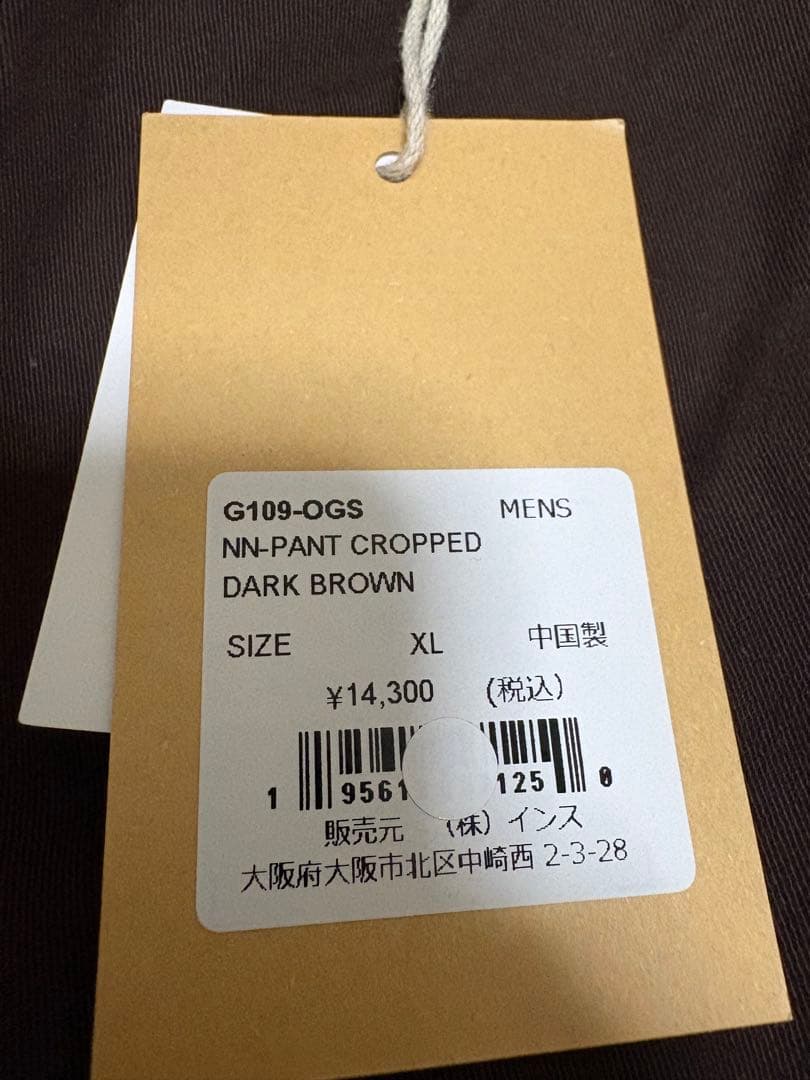 G109-OGS MENS
NN-PANT CROPPED
DARK BROWN
SIZE XL 中国製
¥14,300 (税込)
1 9561 125 0
販売元 (株) インス
大阪府大阪市北区中崎西 2-3-28